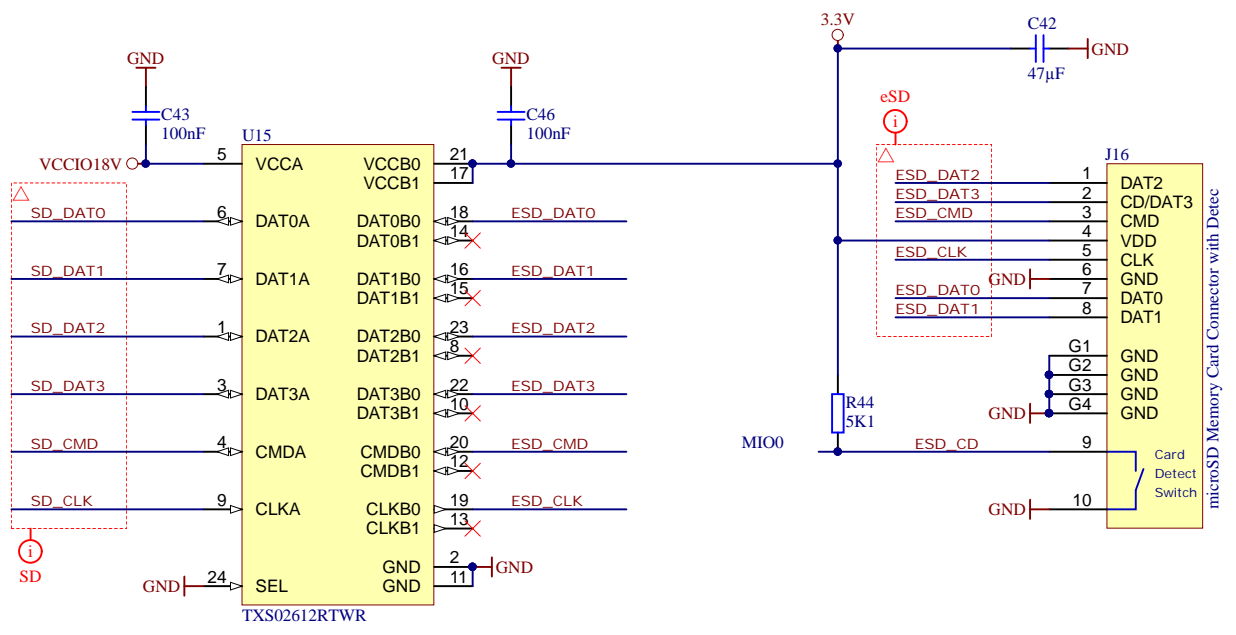 3.3V
C42
GND
47µF
GND
C43
100nF
GND
C46
100nF
eSD
i
U15
VCCIO18V
5 VCCA
VCCB0 21
VCCB1 17
SD_DAT0 6 DAT0A
DAT0B0 18 ESD_DAT0
DAT0B1 14
SD_DAT1 7 DAT1A
DAT1B0 16 ESD_DAT1
DAT1B1 15
SD_DAT2 1 DAT2A
DAT2B0 23 ESD_DAT2
DAT2B1 8
SD_DAT3 3 DAT3A
DAT3B0 22 ESD_DAT3
DAT3B1 10
SD_CMD 4 CMDA
CMDB0 20 ESD_CMD
CMDB1 12
SD_CLK 9 CLKA
CLKB0 19 ESD_CLK
CLKB1 13
i
SD
GND 2 GND
GND 24 SEL
GND 11
TXS02612RTWR
J16
ESD_DAT2 1 DAT2
ESD_DAT3 2 CD/DAT3
ESD_CMD 3 CMD
4 VDD
ESD_CLK 5 CLK
GND 6 GND
ESD_DAT0 7 DAT0
ESD_DAT1 8 DAT1
G1 GND
G2 GND
G3 GND
GND G4 GND
R44
5K1
MIO0
ESD_CD 9
Card
Detect
Switch
GND 10
microSD Memory Card Connector with Detec